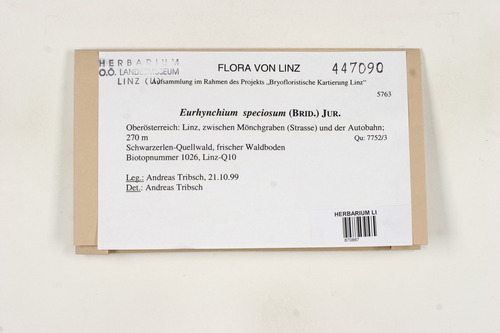 HERBARIUM
O.Ö. LANDESMUSEUM
LINZ (LI)
FLORA VON LINZ
447090
Aufsammlung im Rahmen des Projekts „Bryofloristische Kartierung Linz"
5763
Eurhynchium speciosum (BRID.) JUR.
Oberösterreich: Linz, zwischen Mönchgraben (Strasse) und der Autobahn;
270 m
Qu: 7752/3
Schwarzerlen-Quellwald, frischer Waldboden
Biotopnummer 1026, Linz-Q10
Leg.: Andreas Tribsch, 21.10.99
Det.: Andreas Tribsch
HERBARIUM LI